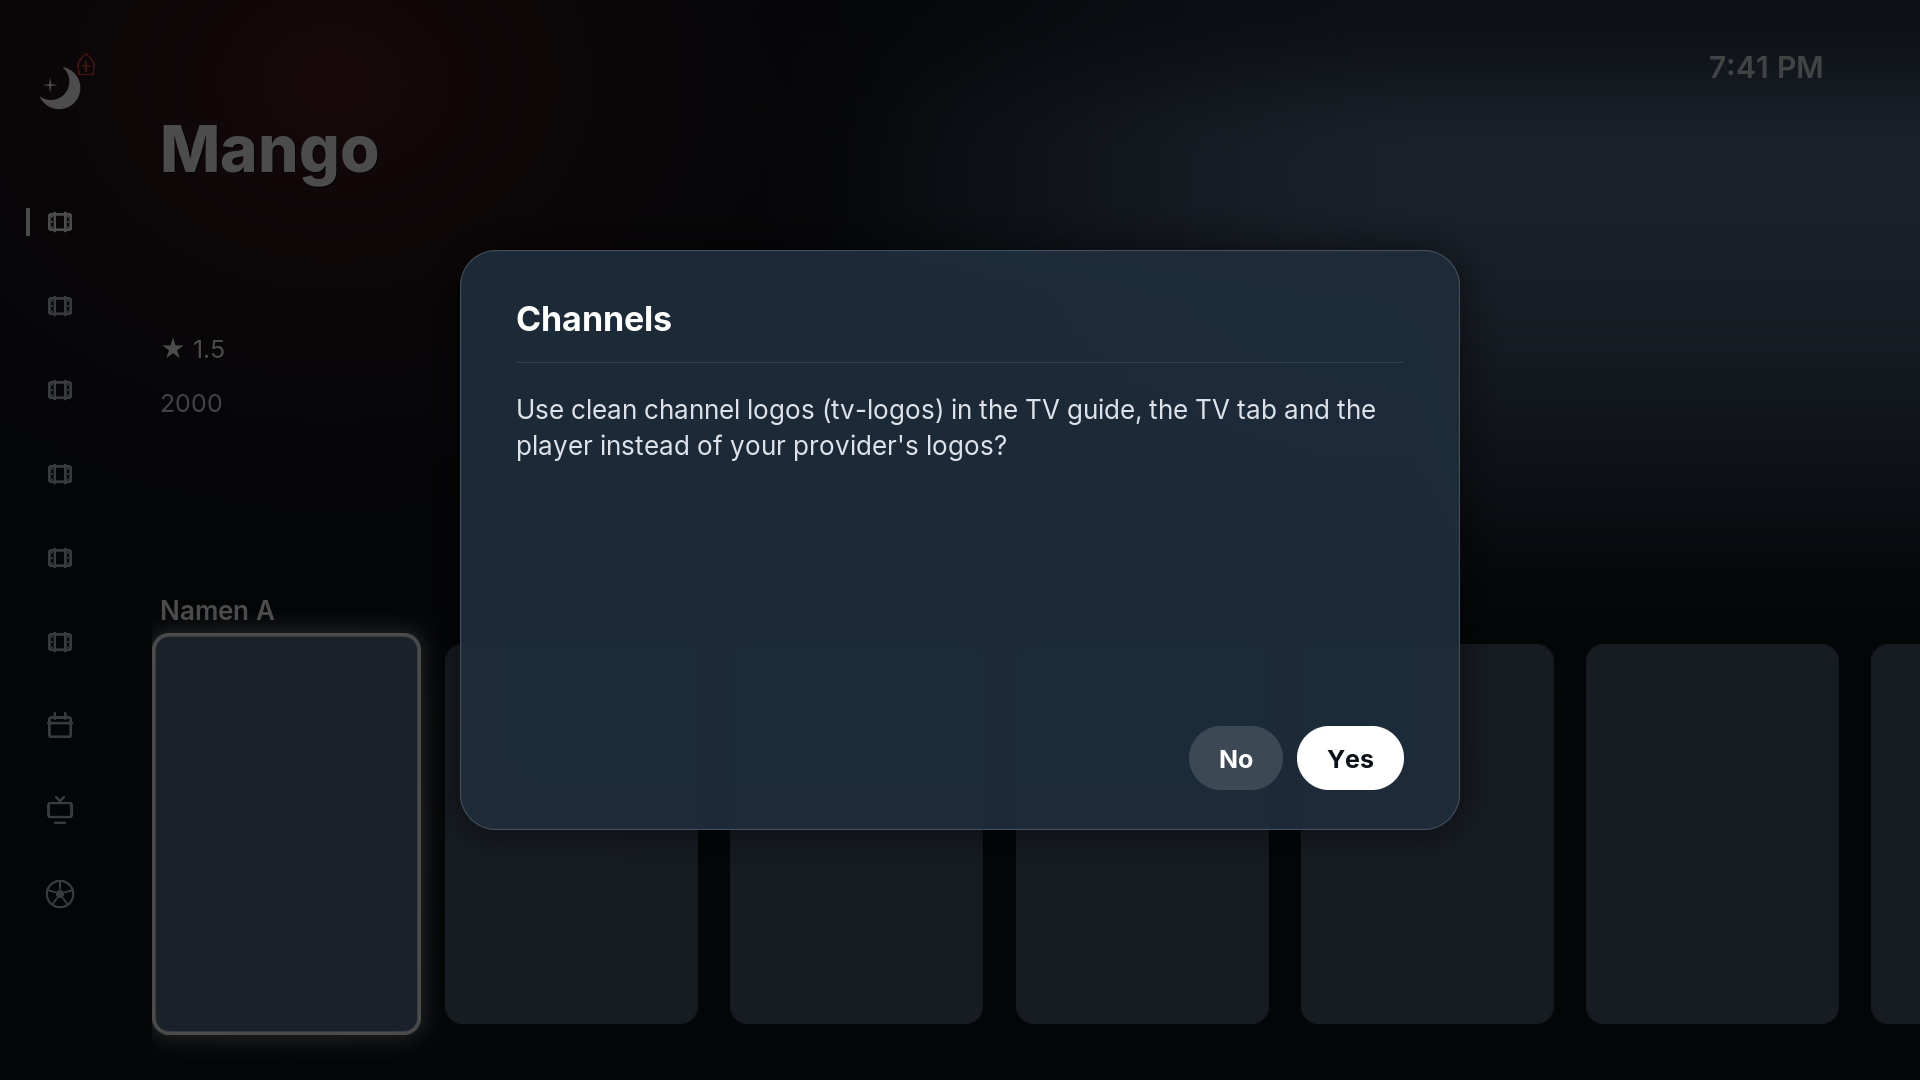 7:41 PM
Mango
★ 1.5
2000
Namen A
Channels
Use clean channel logos (tv-logos) in the TV guide, the TV tab and the
player instead of your provider's logos?
No
Yes